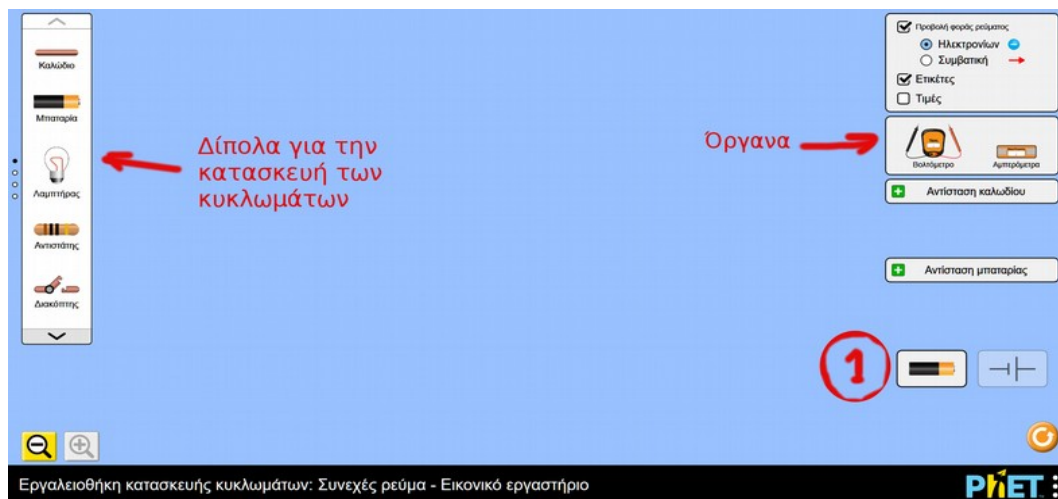 Καλώδιο
Μπαταρία
Λαμπτήρας
Αντιστάτης
Διακόπτης
Δίπολα για την
κατασκευή των
κυκλωμάτων
Όργανα
Προβολή φοράς ρεύματος
Ηλεκτρονίων
Συμβατική
Ετικέτες
Τιμές
Βολτόμετρο
Αμπερόμετρα
Αντίσταση καλωδίου
Αντίσταση μπαταρίας
1
Εργαλειοθήκη κατασκευής κυκλωμάτων: Συνεχές ρεύμα - Εικονικό εργαστήριο
PhET